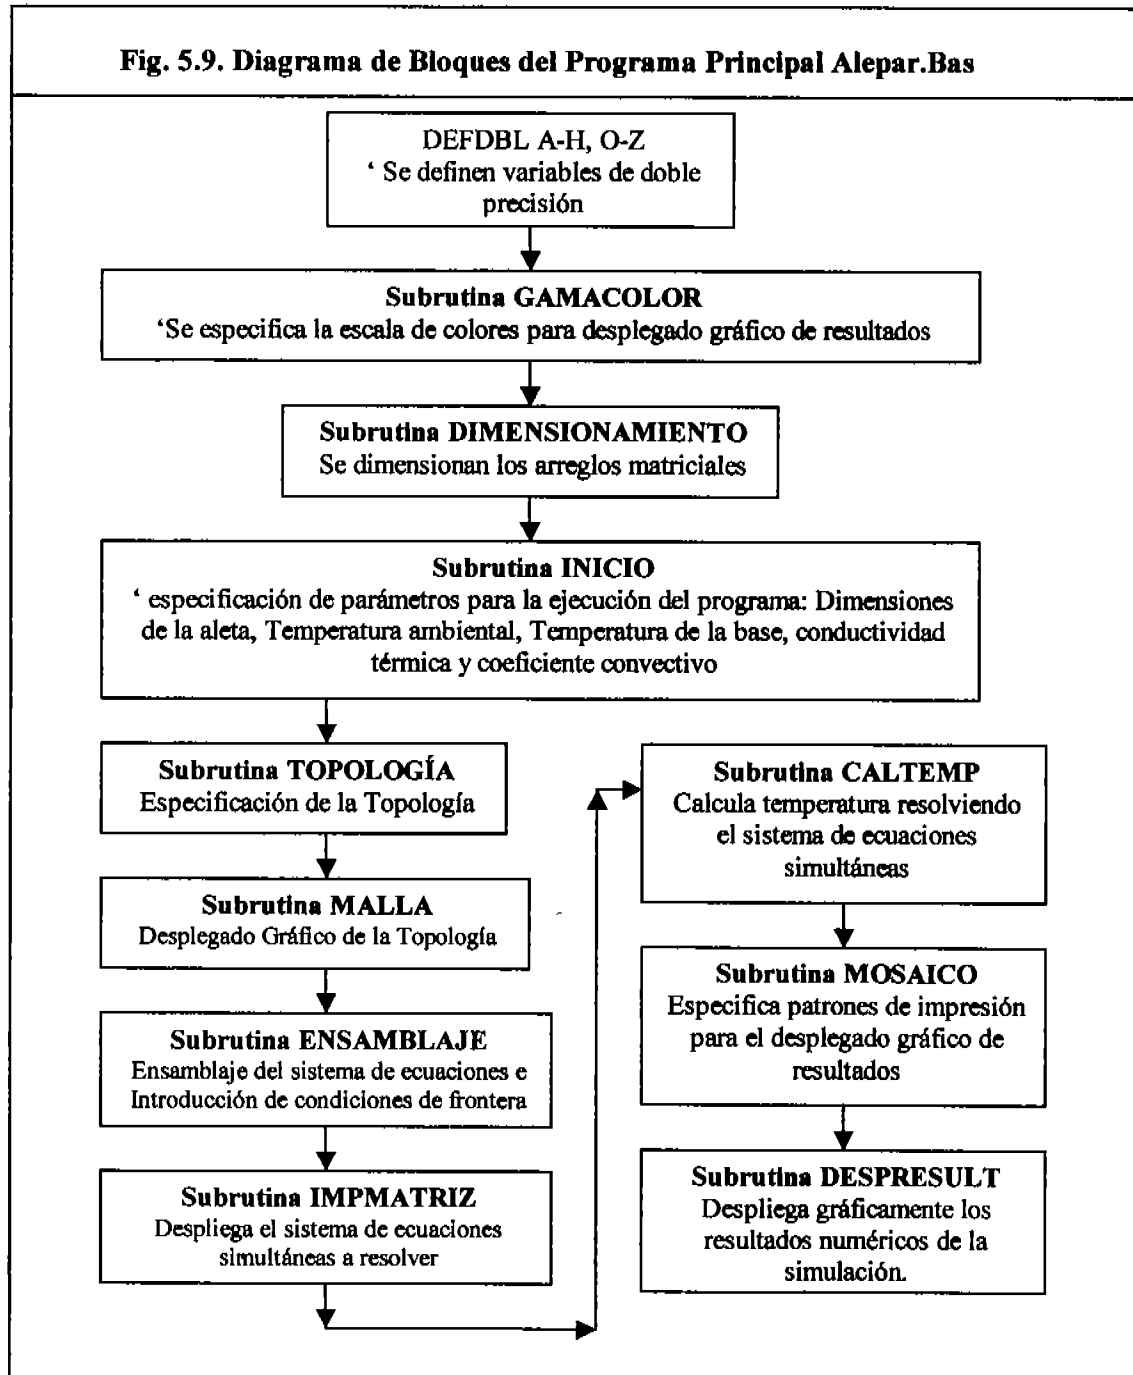 Fig. 5.9. Diagrama de Bloques del Programa Principal Alepar.Bas
DEFDBL A-H, O-Z
‘ Se definen variables de doble
precisión
Subrutina GAMACOLOR
‘Se especifica la escala de colores para desplegado gráfico de resultados
Subrutina DIMENSIONAMIENTO
Se dimensionan los arreglos matriciales
Subrutina INICIO
‘ especificación de parámetros para la ejecución del programa: Dimensiones
de la aleta, Temperatura ambiental, Temperatura de la base, conductividad
térmica y coeficiente convectivo
Subrutina TOPOLOGÍA
Especificación de la Topología
Subrutina MALLA
Desplegado Gráfico de la Topología
Subrutina ENSAMBLAJE
Ensamblaje del sistema de ecuaciones e
Introducción de condiciones de frontera
Subrutina IMPMATRIZ
Despliega el sistema de ecuaciones
simultáneas a resolver
Subrutina CALTEMP
Calcula temperatura resolviendo
el sistema de ecuaciones
simultáneas
Subrutina MOSAICO
Especifica patrones de impresión
para el desplegado gráfico de
resultados
Subrutina DESPRESULT
Despliega gráficamente los
resultados numéricos de la
simulación.